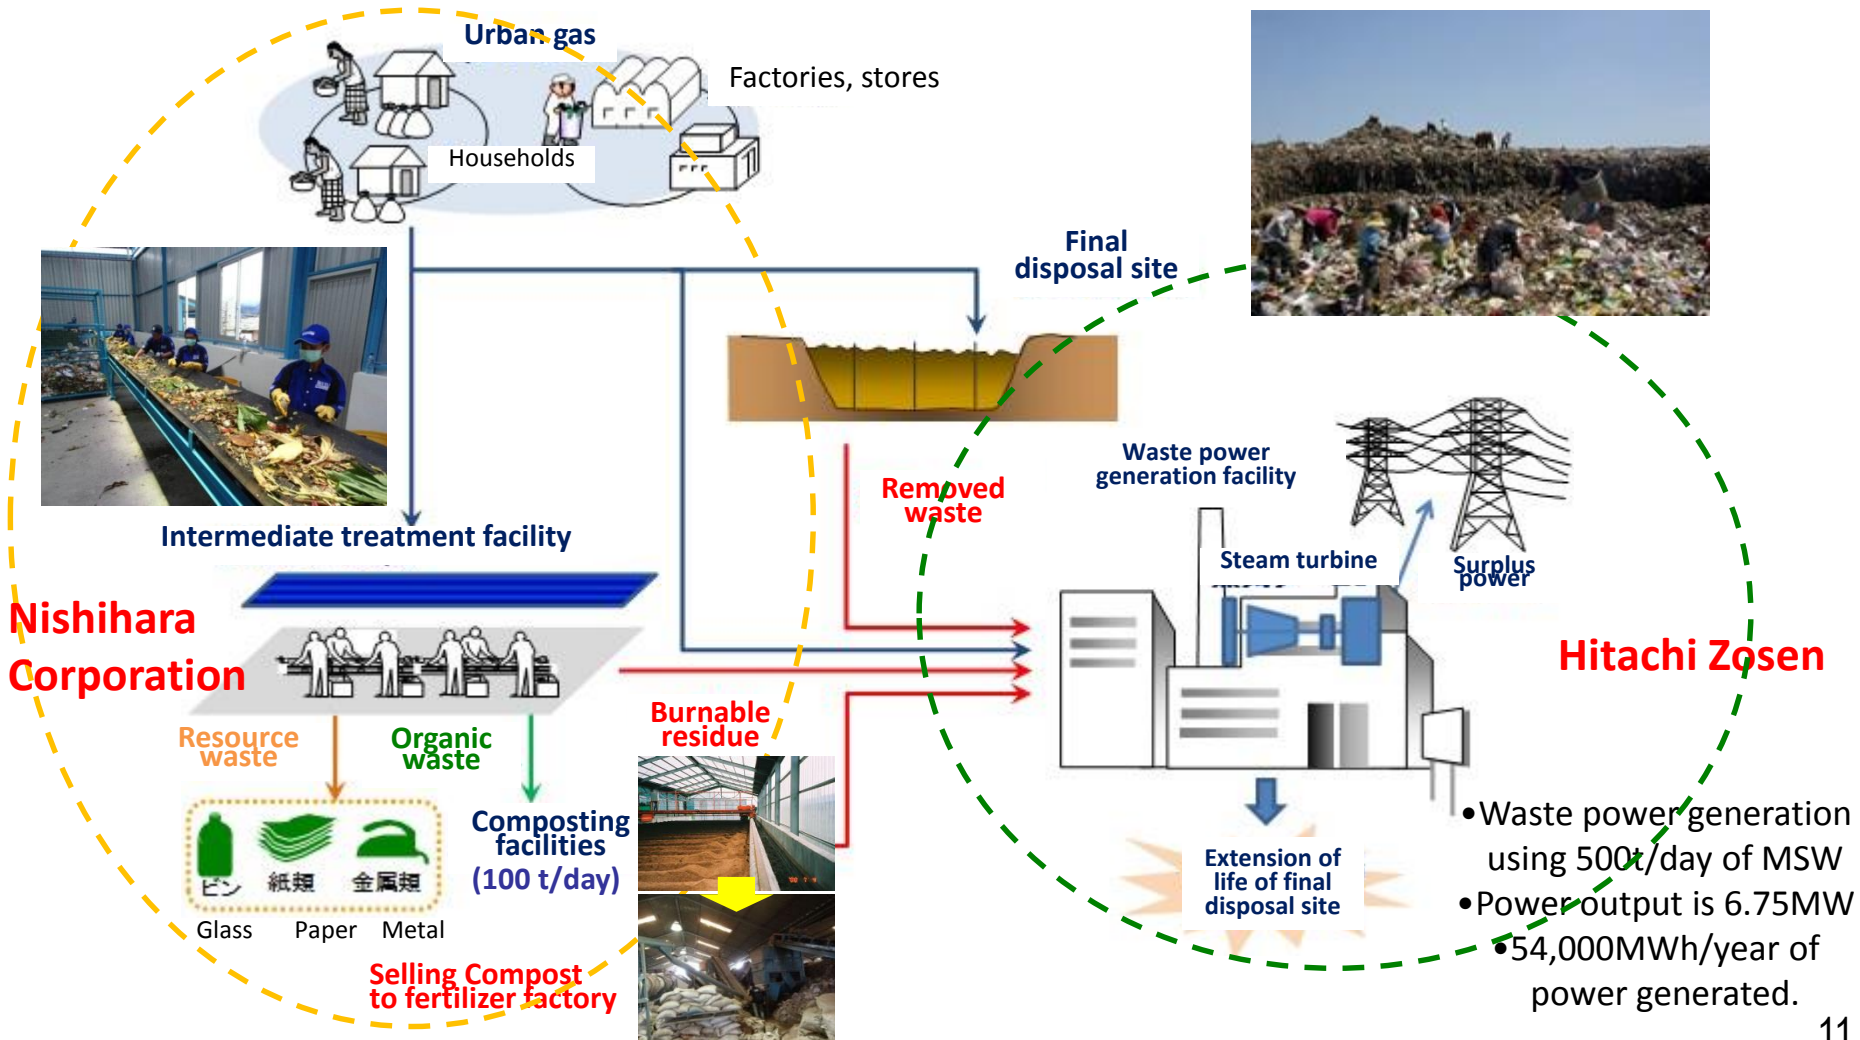 Urban gas
Factories, stores
Households
Final
disposal site
Waste power
generation facility
Removed
waste
Intermediate treatment facility
Steam turbine
Surplus
power
Nishihara
Corporation
Hitachi Zosen
Resource
waste
Organic
waste
Burnable
residue
Composting
facilities
(100 t/day)
ビン
紙類
金属類
Glass
Paper
Metal
Selling Compost
to fertilizer factory
Extension of
life of final
disposal site
•Waste power generation
using 500t/day of MSW
•Power output is 6.75MW
•54,000MWh/year of
power generated.
11